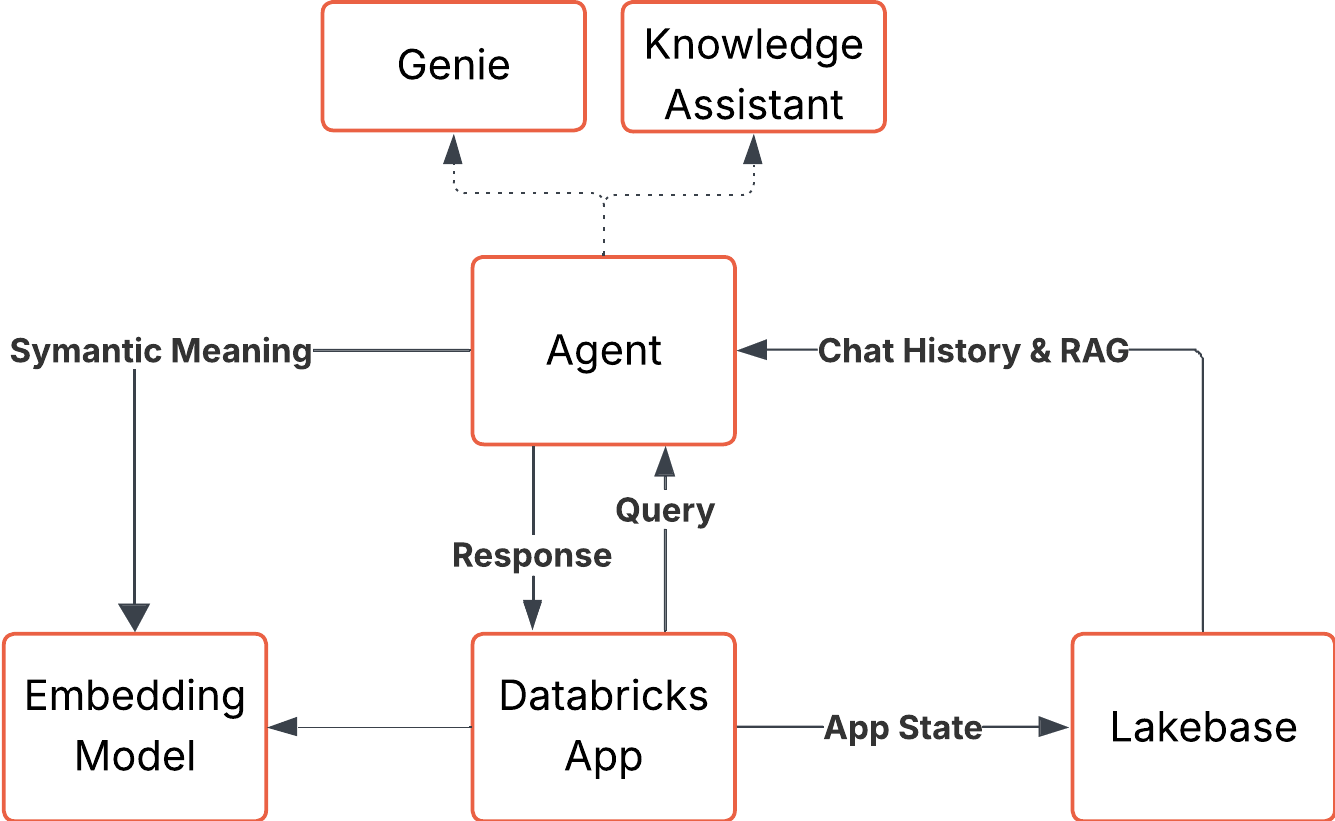 Genie
Knowledge
Assistant
Symantic Meaning
Agent
Chat History & RAG
Query
Response
Embedding
Model
Databricks
App
App State
Lakebase